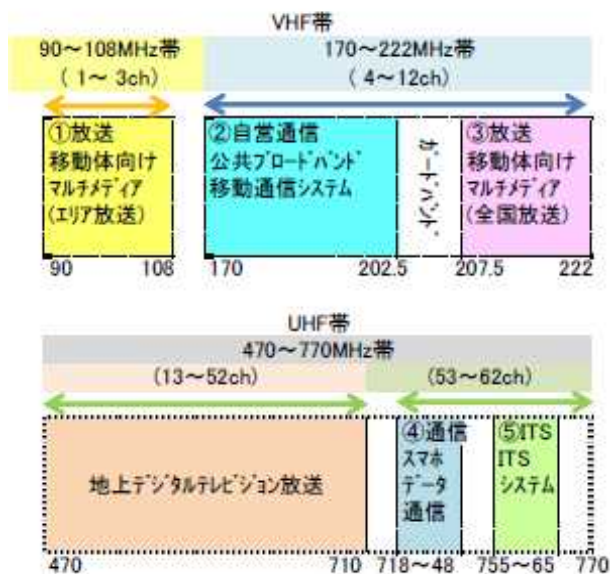 VHF帯
90～108MHz帯
( 1～ 3ch)
170～222MHz帯
( 4～12ch)
①放送
移動体向け
マルチメディア
(エリア放送)
②自営通信
公共ブロードバンド
移動通信システム
ガードバンド
③放送
移動体向け
マルチメディア
(全国放送)
90 108 170 202.5 207.5 222
UHF帯
470～770MHz帯
(13～52ch) (53～62ch)
地上デジタルテレビジョン放送
④通信
スマホ
データ
通信
⑤ITS
ITS
システム
470 710 718～48 755～65 770